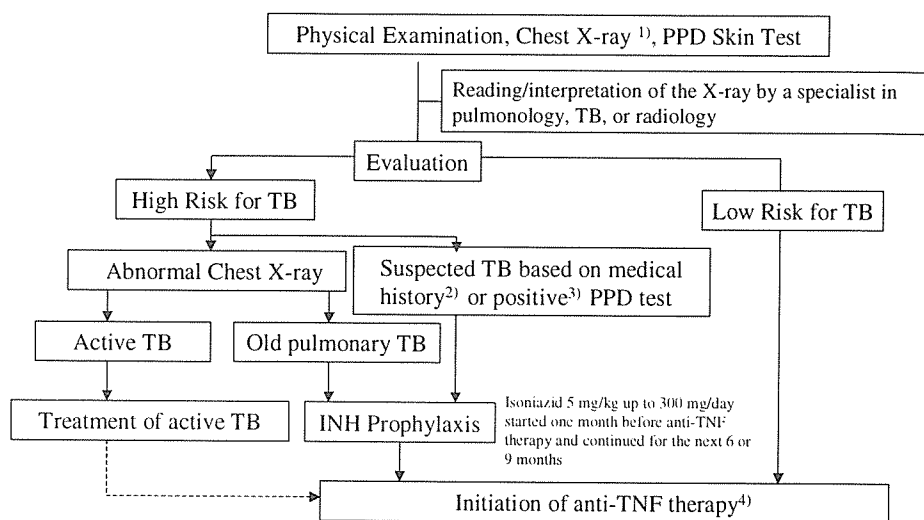 Physical Examination, Chest X-ray 1), PPD Skin Test
Reading/interpretation of the X-ray by a specialist in
pulmonology, TB, or radiology
Evaluation
High Risk for TB
Low Risk for TB
Abnormal Chest X-ray
Suspected TB based on medical
history2) or positive3) PPD test
Active TB
Old pulmonary TB
Treatment of active TB
INH Prophylaxis
Isoniazid 5 mg/kg up to 300 mg/day
started one month before anti-TNF
therapy and continued for the next 6 or
9 months
Initiation of anti-TNF therapy4)